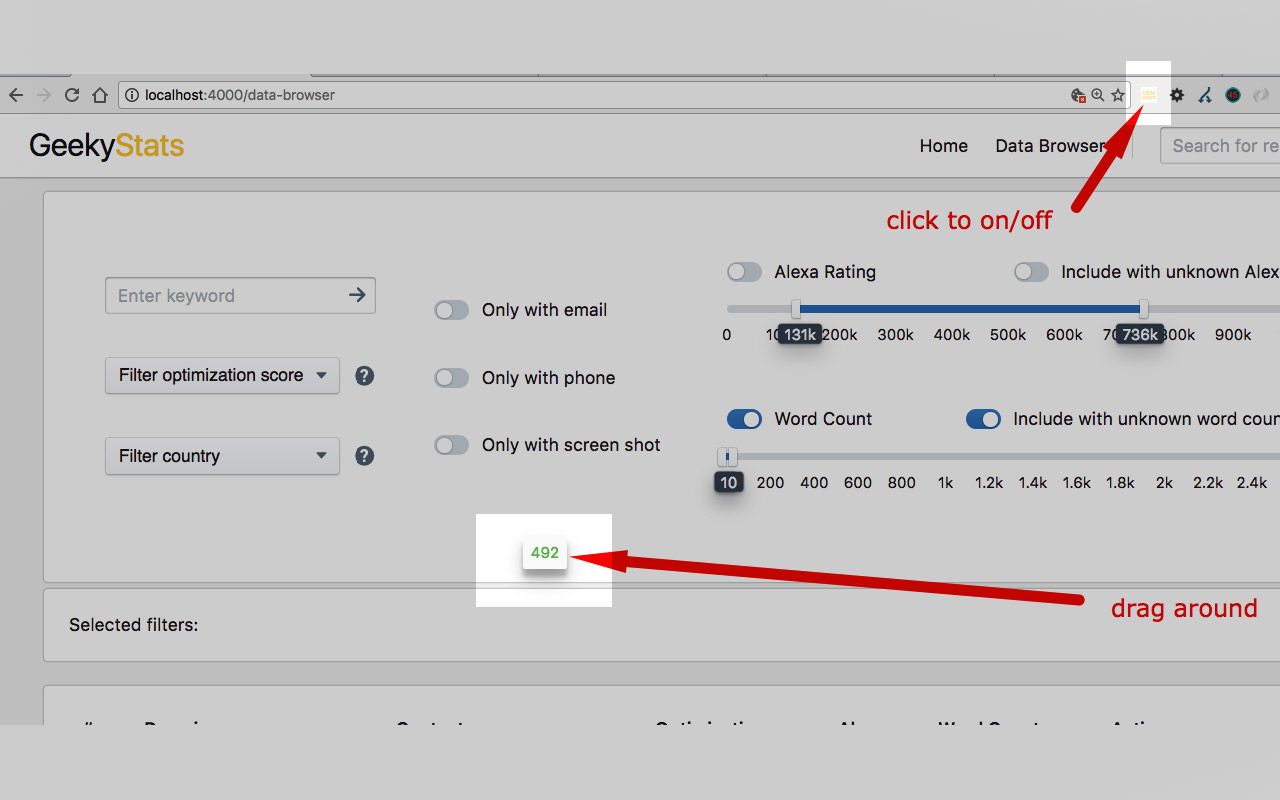 localhost:4000/data-browser
GeekyStats
Home
Data Browser
Search for re
click to on/off
Enter keyword
Only with email
Alexa Rating
Include with unknown Alex
0
131k
200k
300k
400k
500k
600k
736k
900k
Filter optimization score
?
Only with phone
Word Count
Include with unknown word coun
Filter country
?
Only with screen shot
10
200
400
600
800
1k
1.2k
1.4k
1.6k
1.8k
2k
2.2k
2.4k
492
drag around
Selected filters: